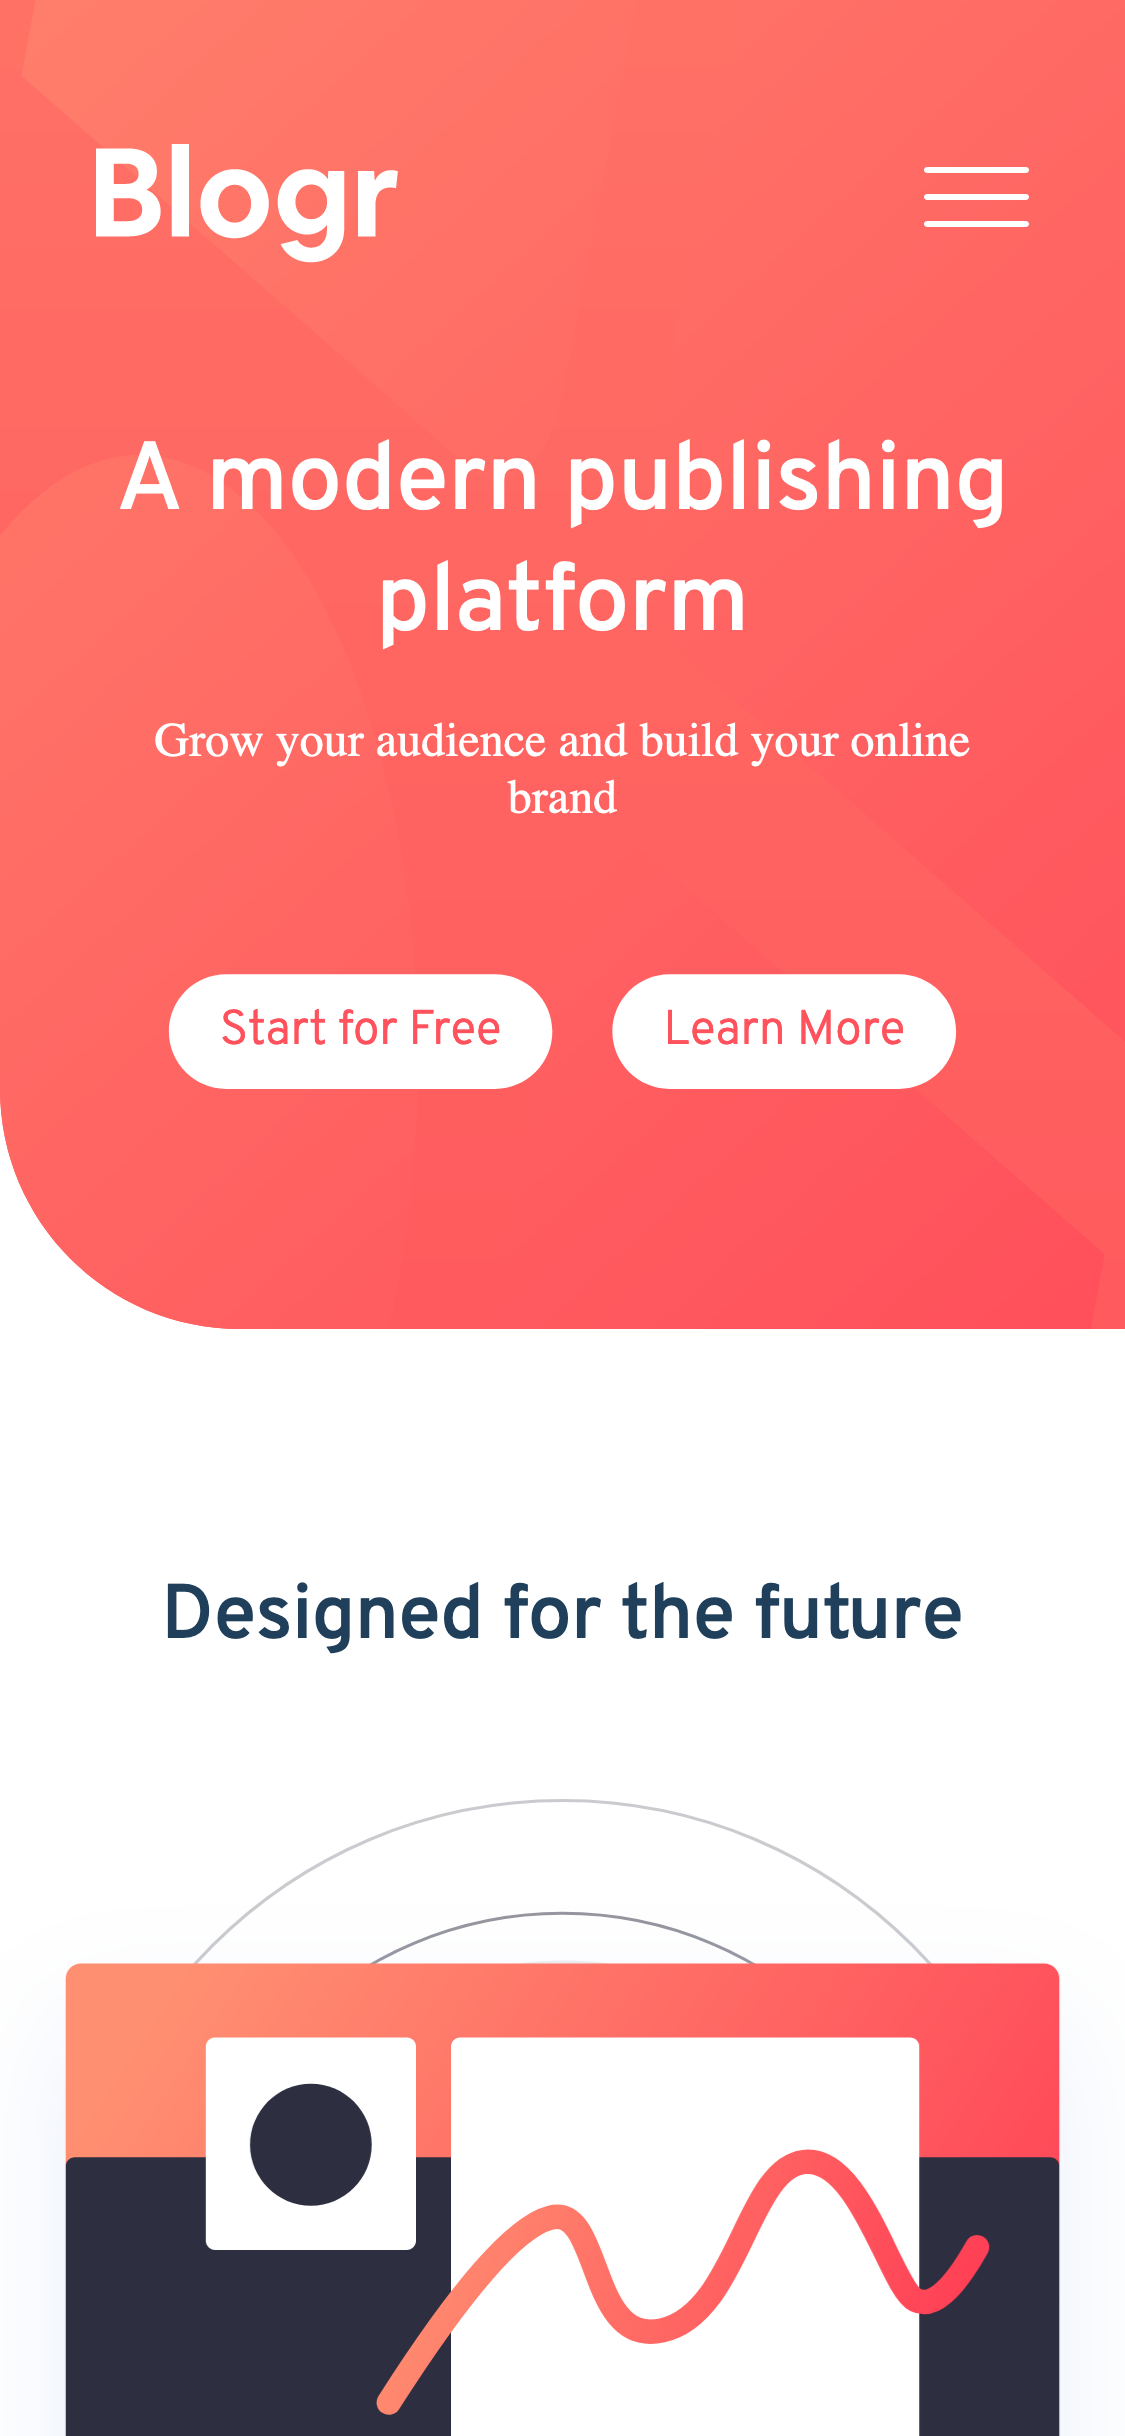 Blogr
A modern publishing
platform
Grow your audience and build your online
brand
Start for Free
Learn More
Designed for the future